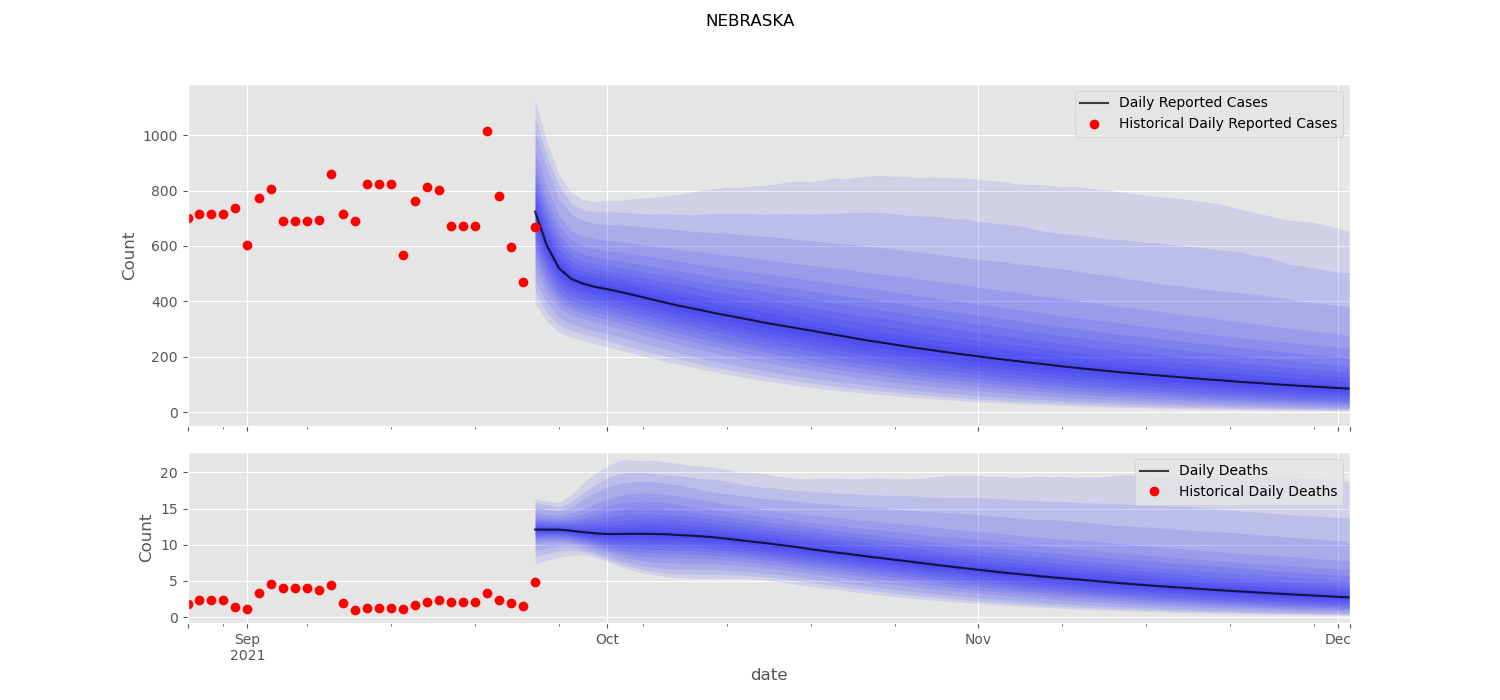 NEBRASKA
Daily Reported Cases
Historical Daily Reported Cases
Count
1000
800
600
400
200
0
Daily Deaths
Historical Daily Deaths
Count
20
15
10
5
0
Sep Oct Nov Dec
2021
date